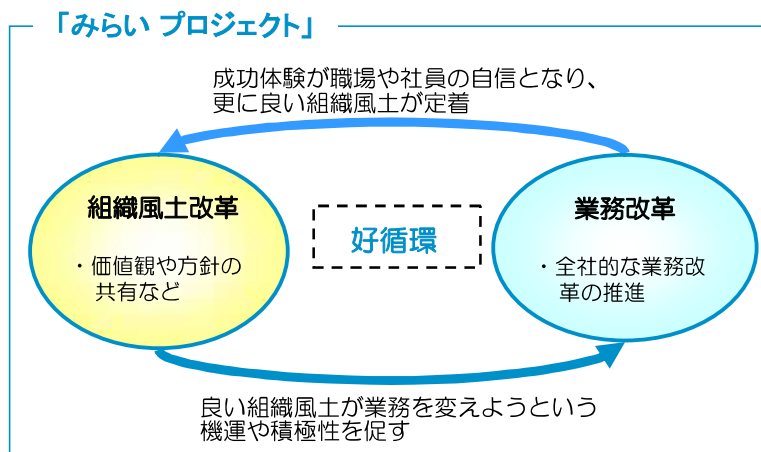 「みらい プロジェクト」
成功体験が職場や社員の自信となり、
更に良い組織風土が定着
組織風土改革
・価値観や方針の
共有など
好循環
業務改革
・全社的な業務改
革の推進
良い組織風土が業務を変えようという
機運や積極性を促す